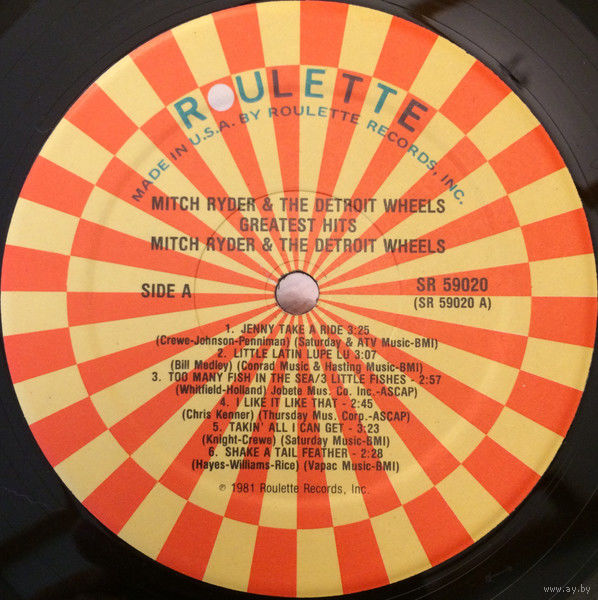 ROULETTE
MADE IN U.S.A. BY ROULETTE RECORDS, INC.
MITCH RYDER & THE DETROIT WHEELS
GREATEST HITS
MITCH RYDER & THE DETROIT WHEELS
SIDE A
SR 59020
(SR 59020 A)
1. JENNY TAKE A RIDE 3:25
(Crewe-Johnson-Penniman) (Saturday & ATV Music-BMI)
2. LITTLE LATIN LUPE LU 3:07
(Bill Medley) (Conrad Music & Hasting Music-BMI)
3. TOO MANY FISH IN THE SEA/3 LITTLE FISHES - 2:57
(Whitfield-Holland) Jobete Mus. Co. Inc.-ASCAP)
4. I LIKE IT LIKE THAT - 2:45
(Chris Kenner) (Thursday Mus. Corp.-ASCAP)
5. TAKIN' ALL I CAN GET - 3:23
(Knight-Crewe) (Saturday Music-BMI)
6. SHAKE A TAIL FEATHER - 2:28
(Hayes-Williams-Rice) (Vapac Music-BMI)
℗ 1981 Roulette Records, Inc.
www.ay.by